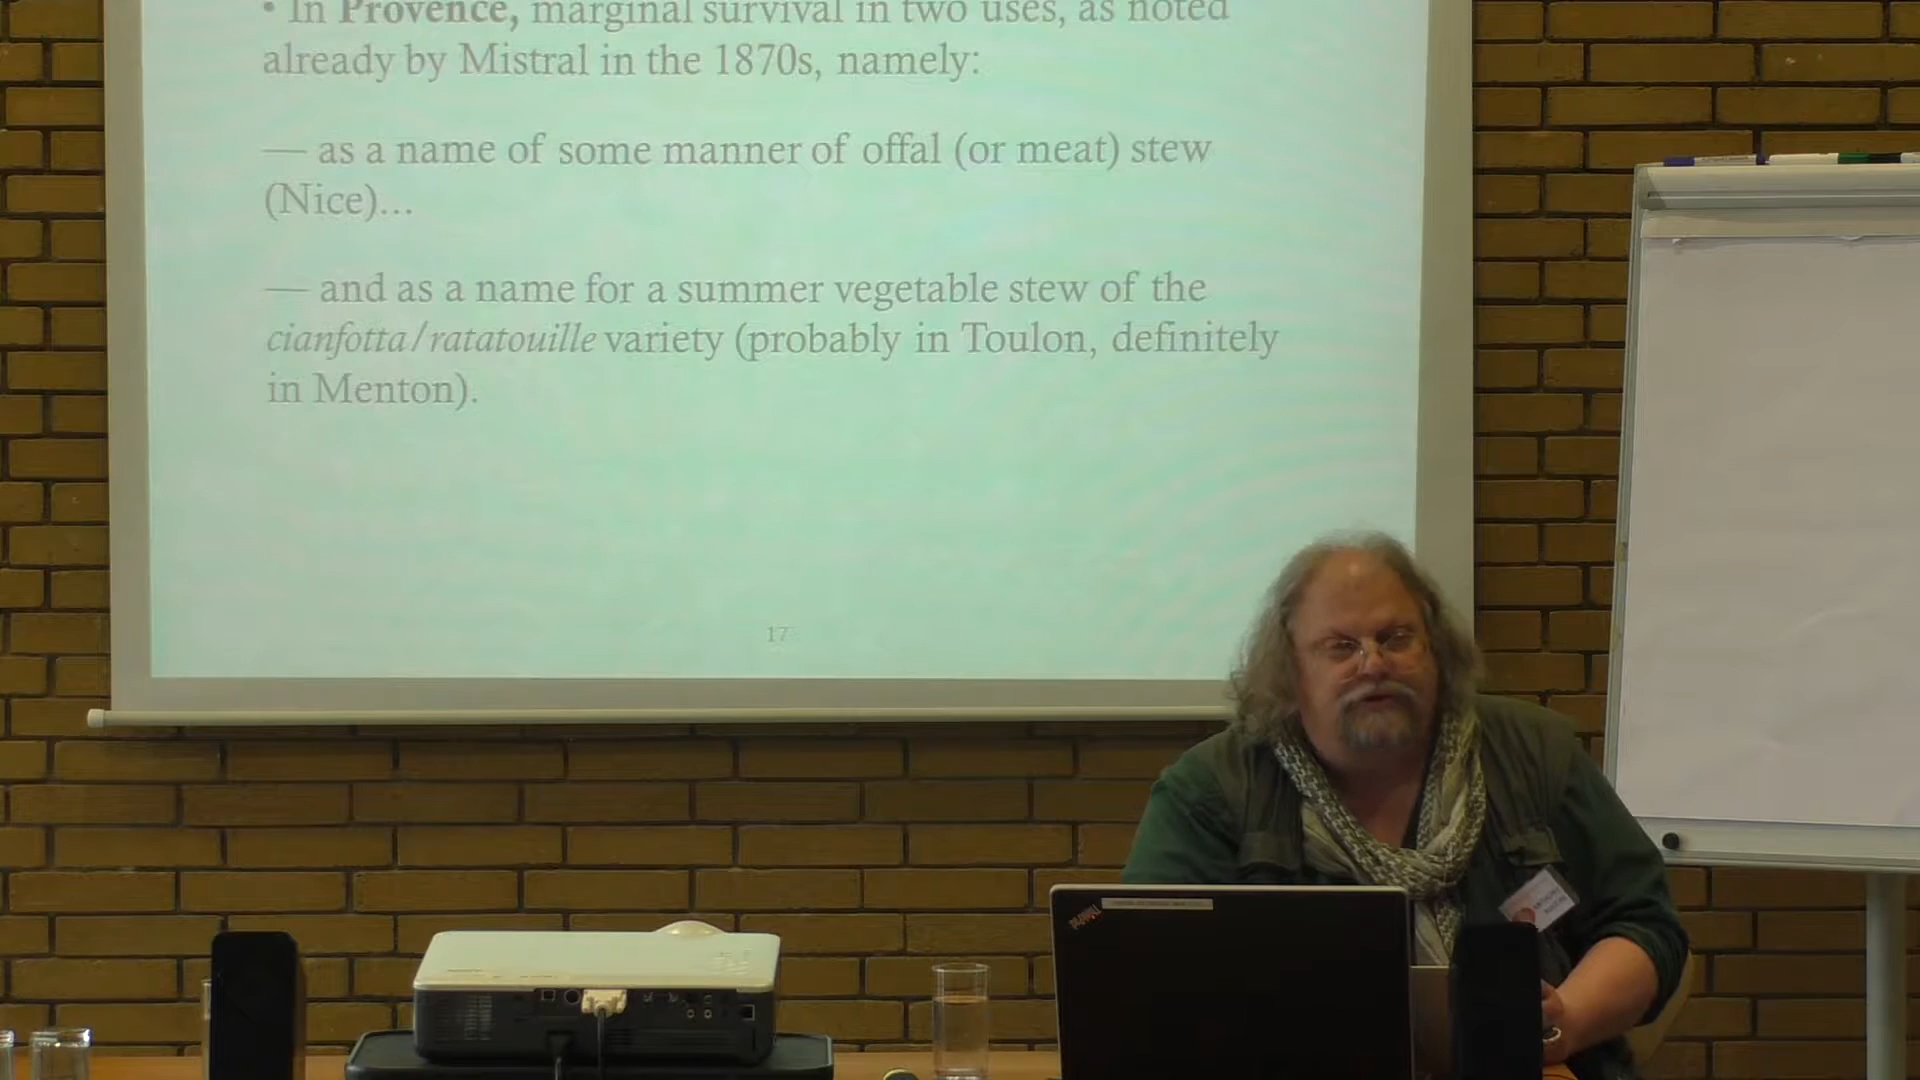 • In Provence, marginal survival in two uses, as noted
already by Mistral in the 1870s, namely:
— as a name of some manner of offal (or meat) stew
(Nice)...
— and as a name for a summer vegetable stew of the
cianfotta/ratatouille variety (probably in Toulon, definitely
in Menton).
17
ThinkPad